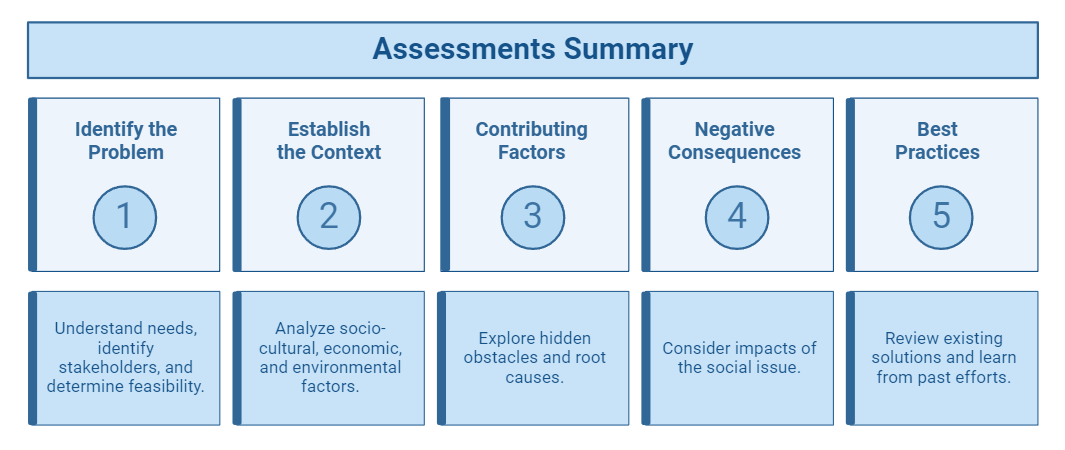 Assessments Summary
Identify the
Problem
1
Establish
the Context
2
Contributing
Factors
3
Negative
Consequences
4
Best
Practices
5
Understand needs,
identify
stakeholders, and
determine feasibility.
Analyze socio-
cultural, economic,
and environmental
factors.
Explore hidden
obstacles and root
causes.
Consider impacts of
the social issue.
Review existing
solutions and learn
from past efforts.